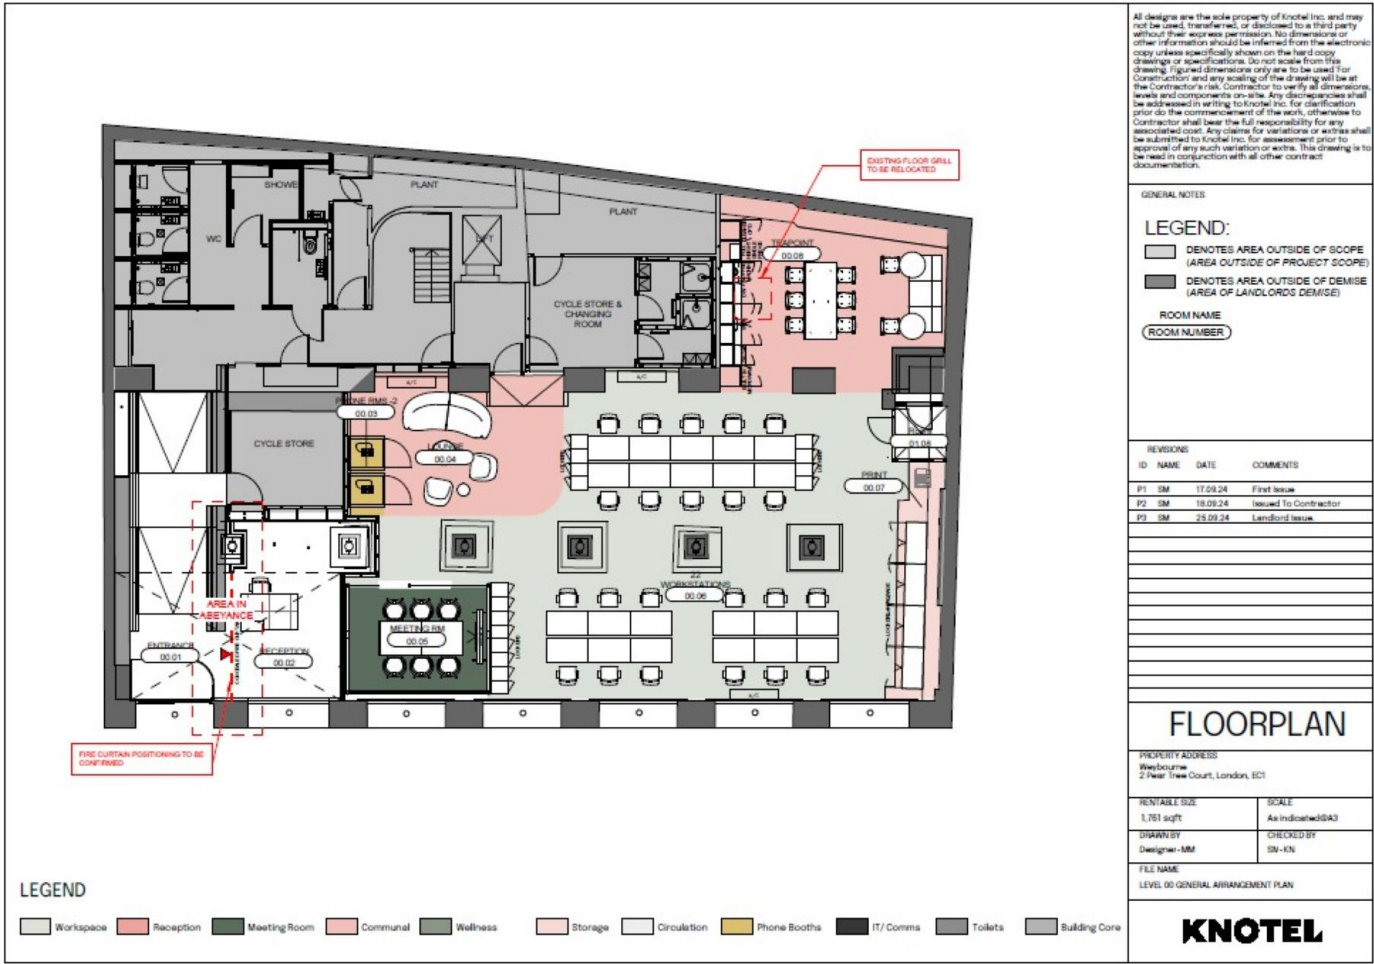 All designs are the sole property of Knotel Inc. and may
not be used, transferred, or disclosed to a third party
without their express permission. No dimensions or
other information should be inferred from the electronic
copy unless specifically shown on the hard copy
drawings or specifications. Do not scale from this
drawing. Figured dimensions only are to be used 'For
Construction' and any scaling of the drawing will be at
the Contractor's risk. Contractor to verify all dimensions,
levels and components on-site. Any discrepancies shall
be addressed in writing to Knotel Inc. for clarification
prior do the commencement of the work, otherwise to
Contractor shall bear the full responsibility for any
associated cost. Any claims for variations or extras shall
be submitted to Knotel Inc. for assessment prior to
approval of any such variation or extra. This drawing is to
be read in conjunction with all other contract
documentation.
GENERAL NOTES
LEGEND:
DENOTES AREA OUTSIDE OF SCOPE
(AREA OUTSIDE OF PROJECT SCOPE)
DENOTES AREA OUTSIDE OF DEMISE
(AREA OF LANDLORDS DEMISE)
ROOM NAME
ROOM NUMBER
REVISIONS
ID NAME DATE COMMENTS
P1 SM 17.09.24 First Issue
P2 SM 18.09.24 Issued To Contractor
P3 SM 25.09.24 Landlord Issue
FLOORPLAN
PROPERTY ADDRESS
Weybourne
2 Pear Tree Court, London, EC1
RENTABLE SIZE
1,751 sqft
SCALE
As indicated@A3
DRAWN BY
Designer-MM
CHECKED BY
SN-KN
FILE NAME
LEVEL 00 GENERAL ARRANGEMENT PLAN
KNOTEL
EXISTING FLOOR GRILL
TO BE RELOCATED
SHOWE
PLANT
PLANT
WC
LIFT
TEAPOINT
00.08
CYCLE STORE &
CHANGING
ROOM
A/C
A/C
PHONE RMS -2
00.03
CYCLE STORE
LOUNGE
00.04
01.08
PRINT
00.07
22
WORKSTATIONS
00.06
AREA IN
ABEYANCE
MEETING RM
00.05
ENTRANCE
00.01
RECEPTION
00.02
A/C
FIRE CURTAIN POSITIONING TO BE
CONFIRMED
LEGEND
Workspace
Reception
Meeting Room
Communal
Wellness
Storage
Circulation
Phone Booths
IT/ Comms
Toilets
Building Core